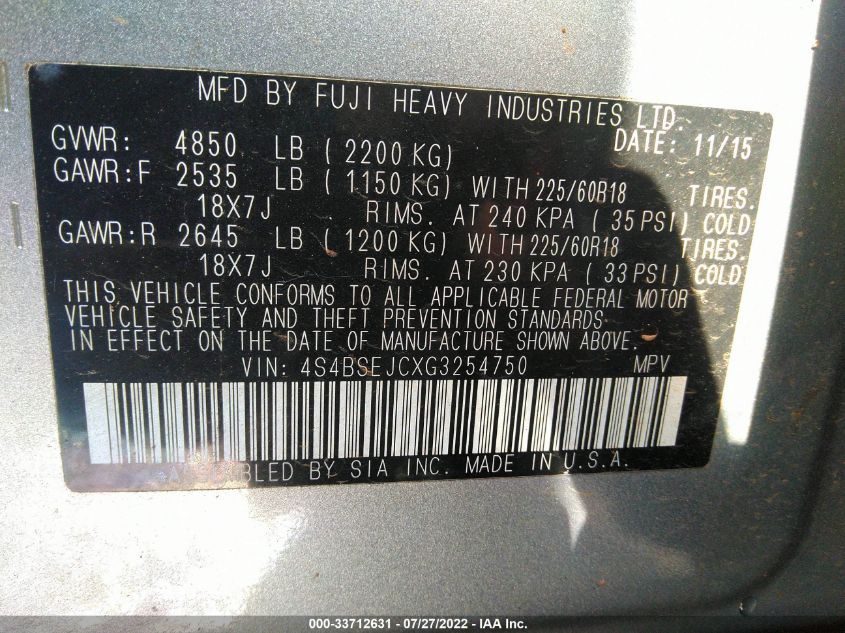 MFD BY FUJI HEAVY INDUSTRIES LTD.
GVWR: 4850 LB ( 2200 KG) DATE: 11/15
GAWR:F 2535 LB ( 1150 KG) WITH 225/60R18 TIRES.
18X7J RIMS. AT 240 KPA ( 35 PSI) COLD
GAWR:R 2645 LB ( 1200 KG) WITH 225/60R18 TIRES.
18X7J RIMS. AT 230 KPA ( 33 PSI) COLD
THIS VEHICLE CONFORMS TO ALL APPLICABLE FEDERAL MOTOR
VEHICLE SAFETY AND THEFT PREVENTION STANDARDS
IN EFFECT ON THE DATE OF MANUFACTURE SHOWN ABOVE.
VIN: 4S4BSEJCXG3254750 MPV
BY SIA INC. MADE IN U.S.A.
000-33712631 - 07/27/2022 - IAA Inc.